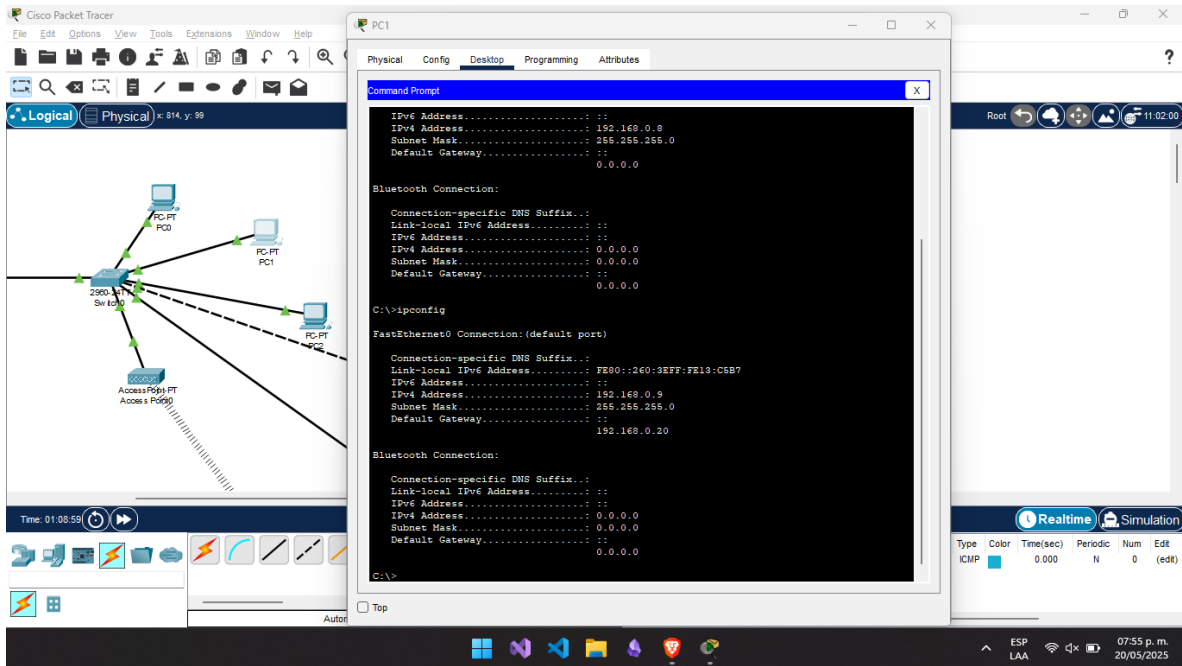 Cisco Packet Tracer
File Edit Options View Tools Extensions Window Help
?
Logical Physical x: 814, y: 99
Root 11:02:00
PC-PT
PC0
PC-PT
PC1
2960-24TT
Switch0
PC-PT
PC2
AccessPoint-PT
Access Point0
PC1
Physical Config Desktop Programming Attributes
Command Prompt X
IPv6 Address....................: ::
IPv4 Address....................: 192.168.0.8
Subnet Mask.....................: 255.255.255.0
Default Gateway.................: ::
0.0.0.0
Bluetooth Connection:
Connection-specific DNS Suffix..:
Link-local IPv6 Address.........: ::
IPv6 Address....................: ::
IPv4 Address....................: 0.0.0.0
Subnet Mask.....................: 0.0.0.0
Default Gateway.................: ::
0.0.0.0
C:\>ipconfig
FastEthernet0 Connection:(default port)
Connection-specific DNS Suffix..:
Link-local IPv6 Address.........: FE80::260:3EFF:FE13:C5B7
IPv6 Address....................: ::
IPv4 Address....................: 192.168.0.9
Subnet Mask.....................: 255.255.255.0
Default Gateway.................: ::
192.168.0.20
Bluetooth Connection:
Connection-specific DNS Suffix..:
Link-local IPv6 Address.........: ::
IPv6 Address....................: ::
IPv4 Address....................: 0.0.0.0
Subnet Mask.....................: 0.0.0.0
Default Gateway.................: ::
0.0.0.0
C:\>
Top
Time: 01:08:59
Realtime Simulation
Type Color Time(sec) Periodic Num Edit
ICMP 0.000 N 0 (edit)
Autor
ESP
LAA
07:55 p. m.
20/05/2025